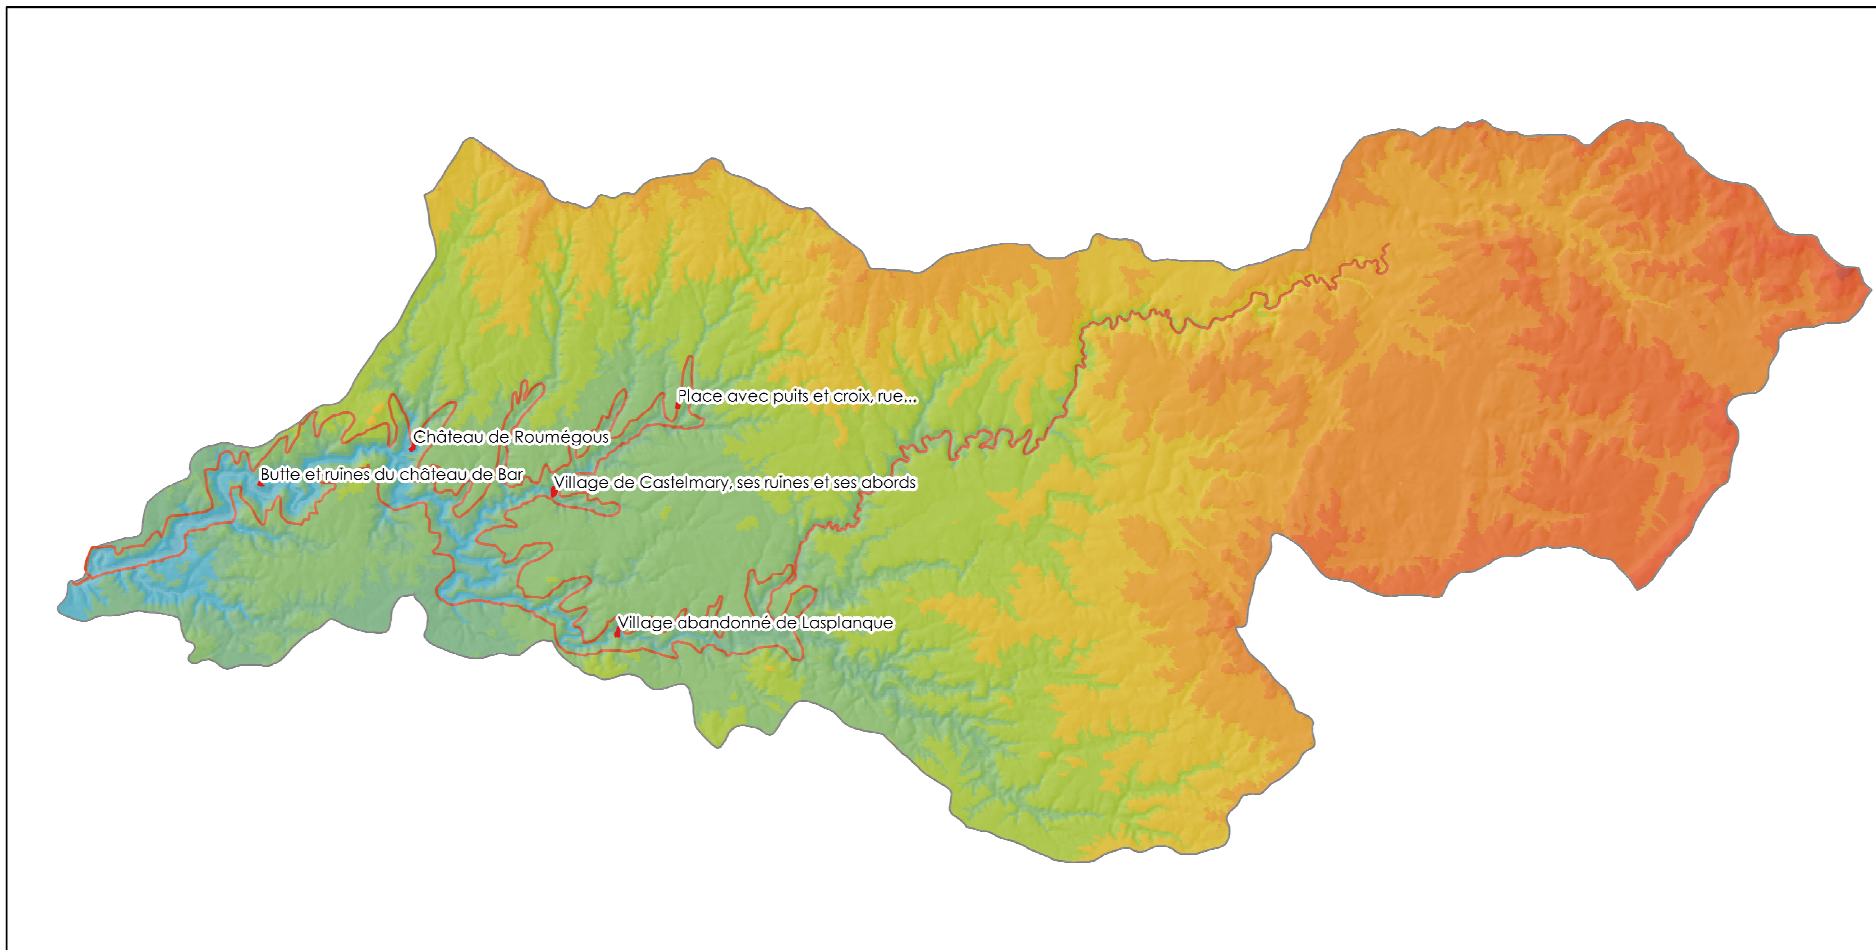 Place avec puits et croix, rue...
Château de Roumégous
Butte et ruines du château de Bar
Village de Castelmary, ses ruines et ses abords
Village abandonné de Lasplanque